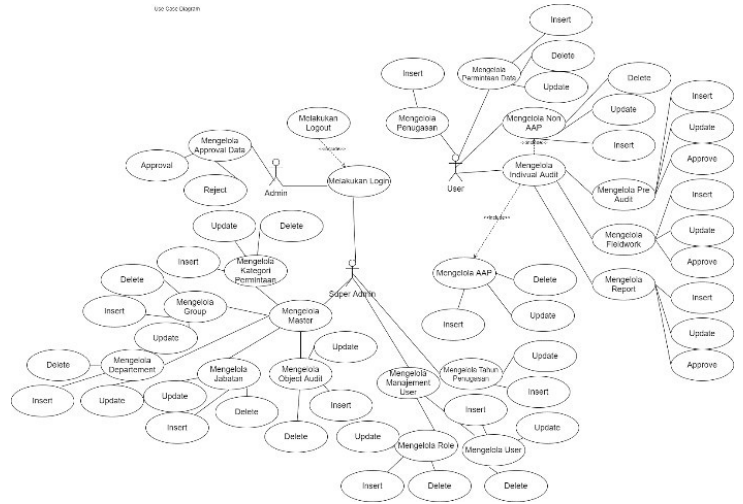 Use Case Diagram
Insert
Delete
Update
Mengelola
Permintaan Data
Insert
Mengelola
Penugasan
Delete
Update
Insert
Mengelola Non
AAP
Insert
Update
Approve
Melakukan
Logout
<<include>>
Melakukan Login
Mengelola
Approval Data
Approval
Reject
Admin
User
Mengelola
Indivual Audit
Mengelola Pre
Audit
Insert
Update
Approve
Mengelola
Fieldwork
Mengelola
Report
Insert
Update
Approve
<<include>>
Mengelola AAP
Delete
Update
Insert
Update
Delete
Insert
Mengelola
Kategori
Permintaan
Super Admin
Delete
Mengelola
Group
Insert
Update
Mengelola
Master
Delete
Mengelola
Departement
Insert
Update
Mengelola
Jabatan
Update
Insert
Delete
Mengelola
Object Audit
Update
Insert
Delete
Mengelola
Manajement
User
Mengelola Tahun
Penugasan
Update
Insert
Insert
Update
Mengelola User
Delete
Update
Mengelola Role
Insert
Delete